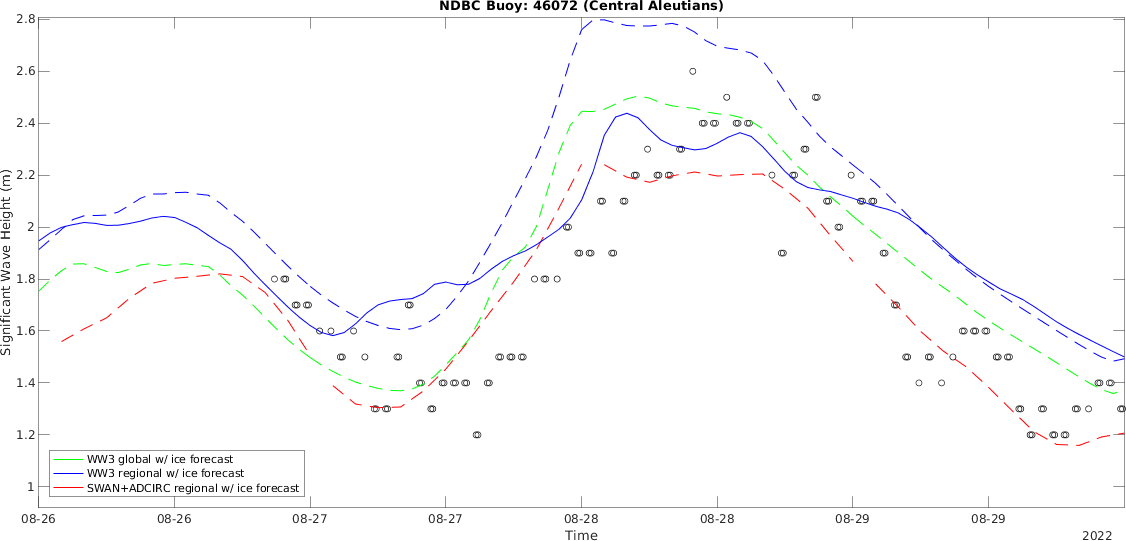 NDBC Buoy: 46072 (Central Aleutians)
Significant Wave Height (m)
2.8
2.6
2.4
2.2
2
1.8
1.6
1.4
1.2
1
WW3 global w/ ice forecast
WW3 regional w/ ice forecast
SWAN+ADCIRC regional w/ ice forecast
08-26 08-26 08-27 08-27 08-28 08-28 08-29 08-29
Time
2022